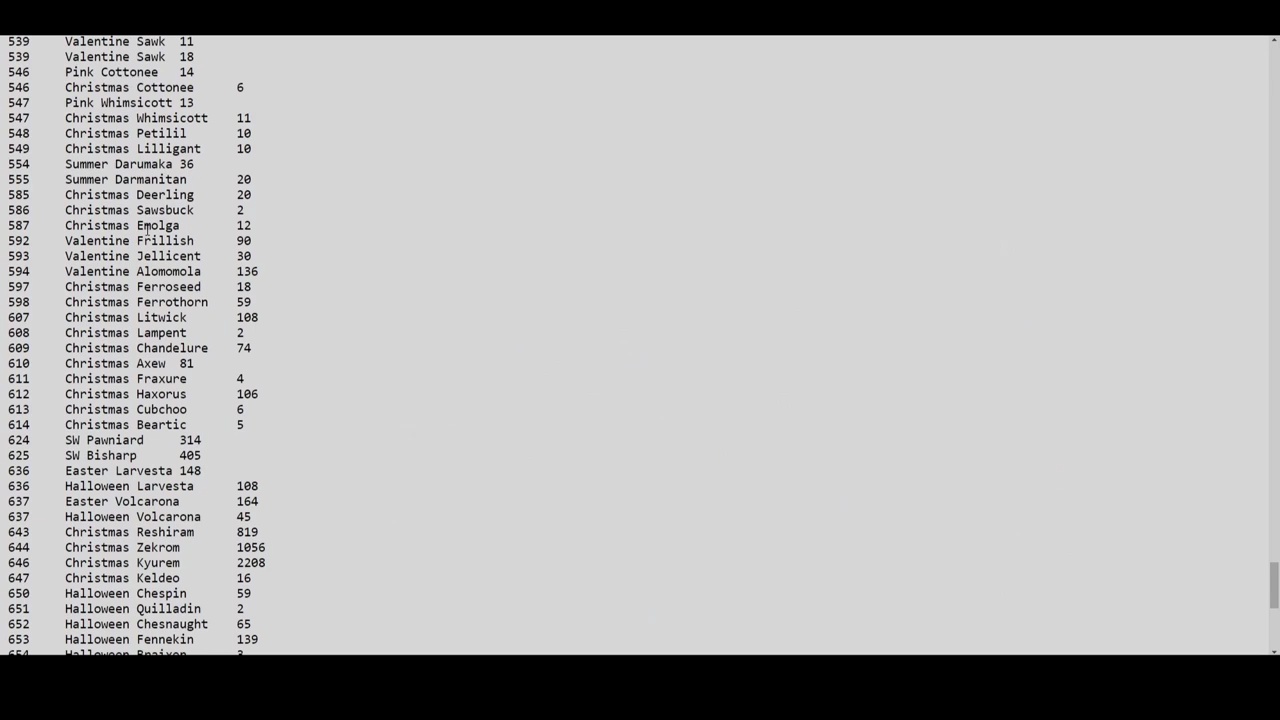 539 Valentine Sawk 11
539 Valentine Sawk 18
546 Pink Cottonee 14
546 Christmas Cottonee 6
547 Pink Whimsicott 13
547 Christmas Whimsicott 11
548 Christmas Petilil 10
549 Christmas Lilligant 10
554 Summer Darumaka 36
555 Summer Darmanitan 20
585 Christmas Deerling 20
586 Christmas Sawsbuck 2
587 Christmas Emolga 12
592 Valentine Frillish 90
593 Valentine Jellicent 30
594 Valentine Alomomola 136
597 Christmas Ferroseed 18
598 Christmas Ferrothorn 59
607 Christmas Litwick 108
608 Christmas Lampent 2
609 Christmas Chandelure 74
610 Christmas Axew 81
611 Christmas Fraxure 4
612 Christmas Haxorus 106
613 Christmas Cubchoo 6
614 Christmas Beartic 5
624 SW Pawniard 314
625 SW Bisharp 405
636 Easter Larvesta 148
636 Halloween Larvesta 108
637 Easter Volcarona 164
637 Halloween Volcarona 45
643 Christmas Reshiram 819
644 Christmas Zekrom 1056
646 Christmas Kyurem 2208
647 Christmas Keldeo 16
650 Halloween Chespin 59
651 Halloween Quilladin 2
652 Halloween Chesnaught 65
653 Halloween Fennekin 139
654 Halloween Braixen 3